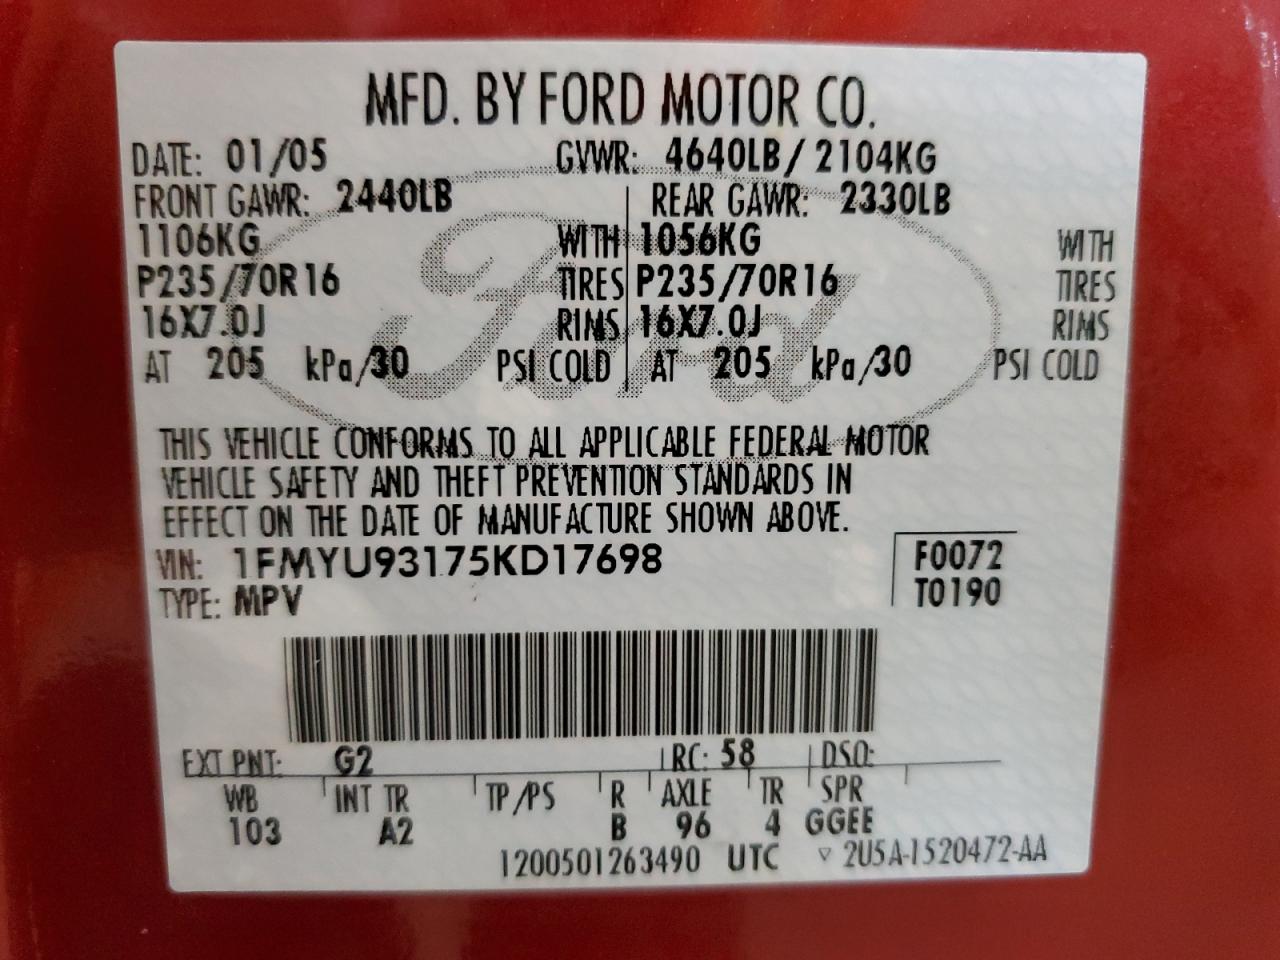 MFD. BY FORD MOTOR CO.
DATE: 01/05 GVWR: 4640LB/ 2104KG
FRONT GAWR: 2440LB REAR GAWR: 2330LB
1106KG WITH 1056KG WITH
P235/70R16 TIRES P235/70R16 TIRES
16X7.0J RIMS 16X7.0J RIMS
AT 205 kPa/30 PSI COLD AT 205 kPa/30 PSI COLD
Ford
THIS VEHICLE CONFORMS TO ALL APPLICABLE FEDERAL MOTOR
VEHICLE SAFETY AND THEFT PREVENTION STANDARDS IN
EFFECT ON THE DATE OF MANUFACTURE SHOWN ABOVE.
VIN: 1FMYU93175KD17698 F0072
TYPE: MPV T0190
EXT PNT: G2 RC: 58 DSO:
WB INT TR TP/PS R AXLE TR SPR
103 A2 B 96 4 GGEE
1200501263490 UTC ▽ 2U5A-1520472-AA